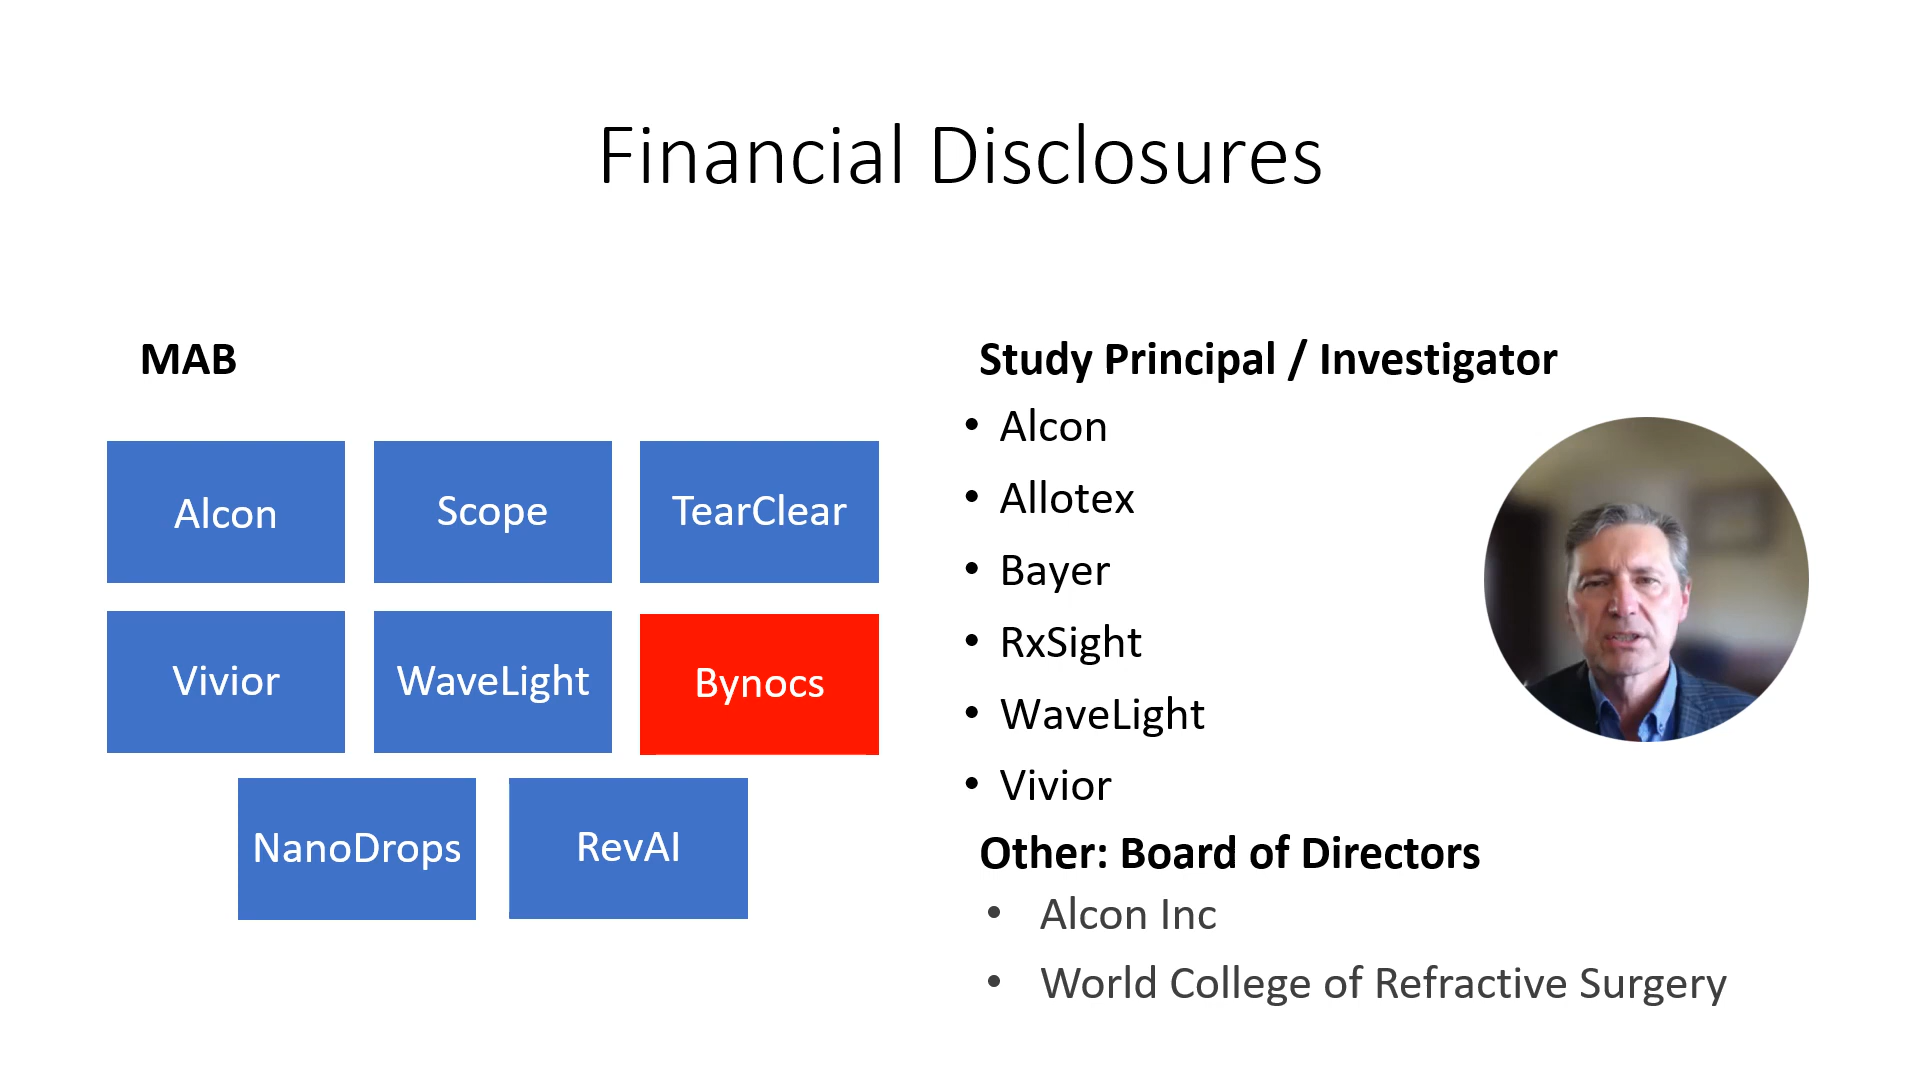 Financial Disclosures
MAB
Alcon
Scope
TearClear
Vivior
WaveLight
Bynocs
NanoDrops
RevAI
Study Principal / Investigator
• Alcon
• Allotex
• Bayer
• RxSight
• WaveLight
• Vivior
Other: Board of Directors
• Alcon Inc
• World College of Refractive Surgery